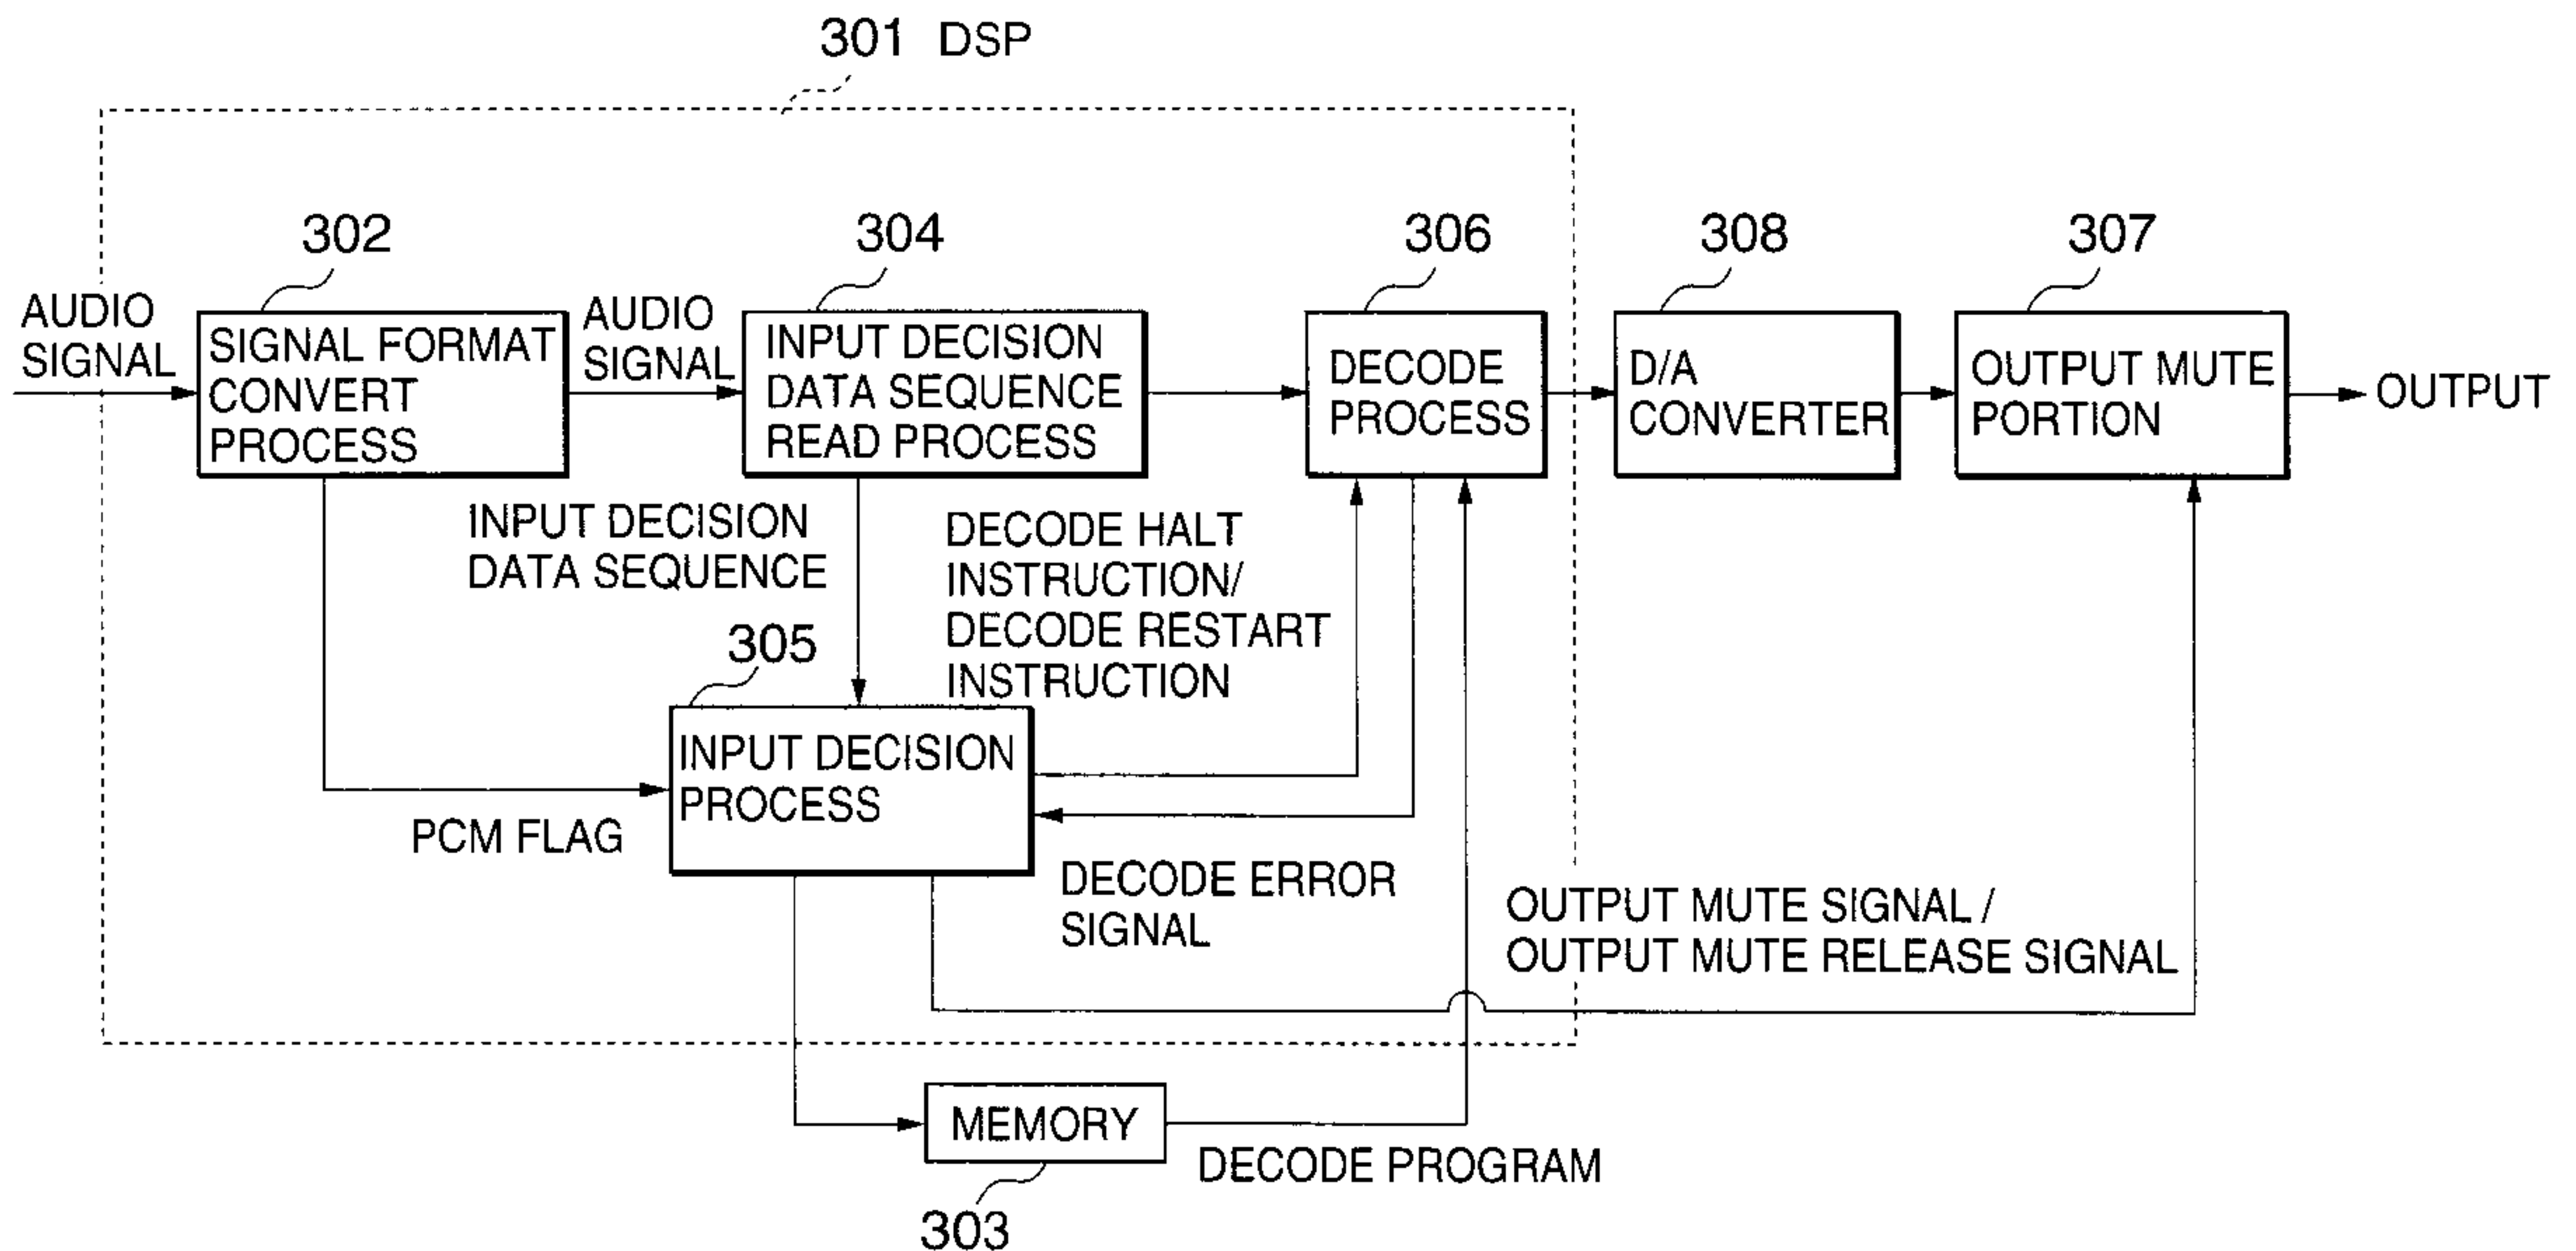 301 DSP
302
304
306
308
307
AUDIO
SIGNAL
SIGNAL FORMAT
CONVERT
PROCESS
AUDIO
SIGNAL
INPUT DECISION
DATA SEQUENCE
READ PROCESS
DECODE
PROCESS
D/A
CONVERTER
OUTPUT MUTE
PORTION
OUTPUT
INPUT DECISION
DATA SEQUENCE
DECODE HALT
INSTRUCTION/
DECODE RESTART
INSTRUCTION
305
INPUT DECISION
PROCESS
PCM FLAG
DECODE ERROR
SIGNAL
OUTPUT MUTE SIGNAL /
OUTPUT MUTE RELEASE SIGNAL
MEMORY
DECODE PROGRAM
303